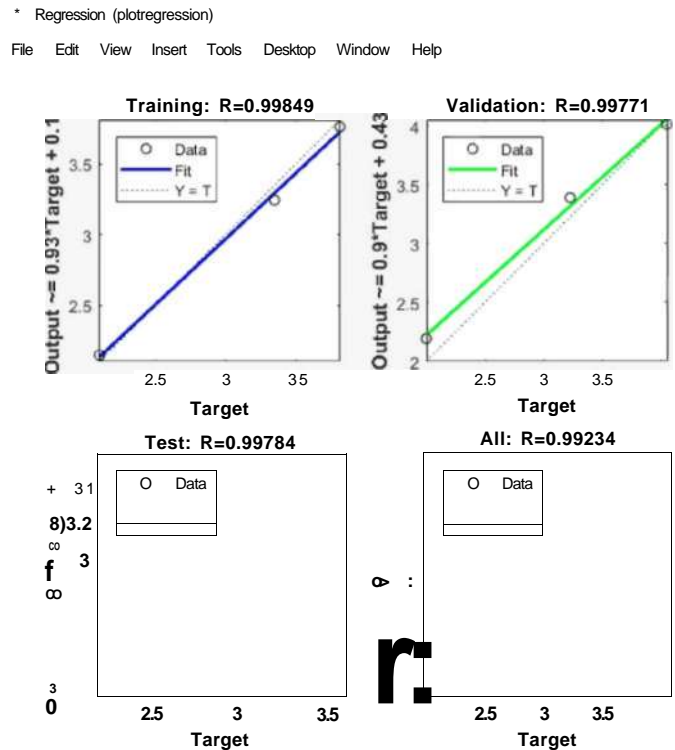 * Regression (plotregression)
File Edit View Insert Tools Desktop Window Help
Training: R=0.99849
Output ~= 0.93*Target + 0.1
3.5
3
2.5
Data
Fit
Y = T
2.5 3 35
Target
Validation: R=0.99771
Output ~= 0.9*Target + 0.43
4
3.5
3
2.5
2
Data
Fit
Y = T
2.5 3 3.5
Target
Test: R=0.99784
+ 31
8)3.2
3
f
3
0
O Data
2.5 3 3.5
Target
All: R=0.99234
O Data
r:
2.5 3 3.5
Target